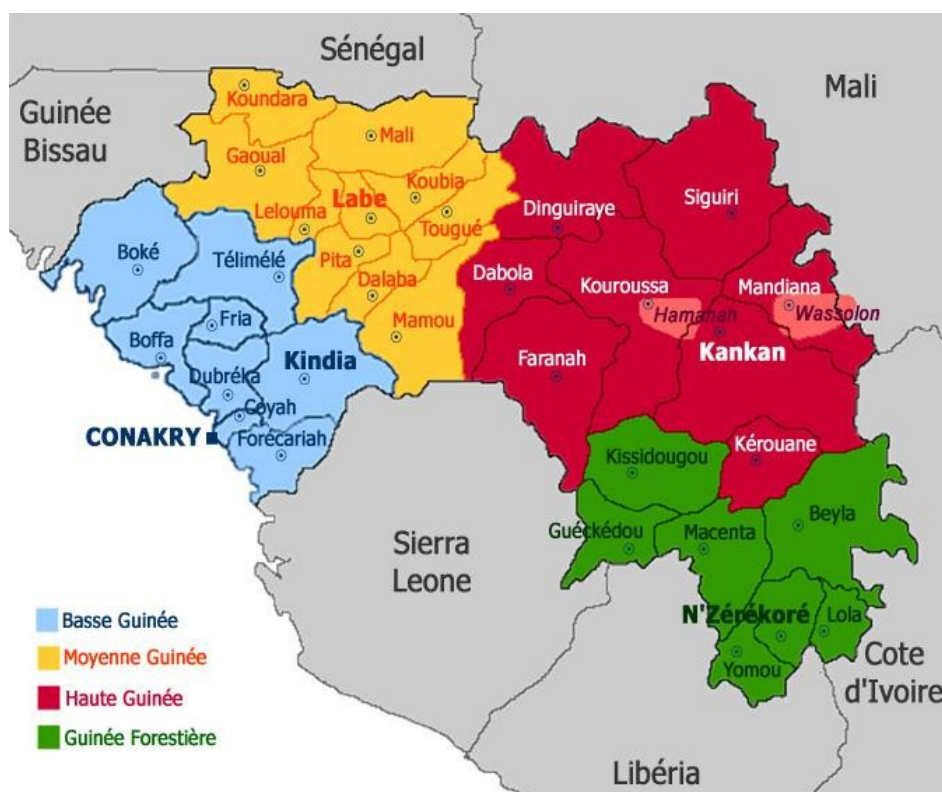 Sénégal
Mali
Guinée
Bissau
Koundara
Mali
Gaoual
Koubia
Labe
Lelouma
Tougué
Siguiri
Dinguiraye
Boké
Télimélé
Pita
Dalaba
Dabola
Kouroussa
Mandiana
Hamanah
Wassolon
Fria
Mamou
Boffa
Kankan
Kindia
Faranah
Dubréka
Coyah
CONAKRY
Forécariah
Kérouane
Kissidougou
Beyla
Guéckédou
Macenta
Sierra
Leone
N'Zérékoré
Lola
Yomou
Cote
d'Ivoire
Libéria
Basse Guinée
Moyenne Guinée
Haute Guinée
Guinée Forestière